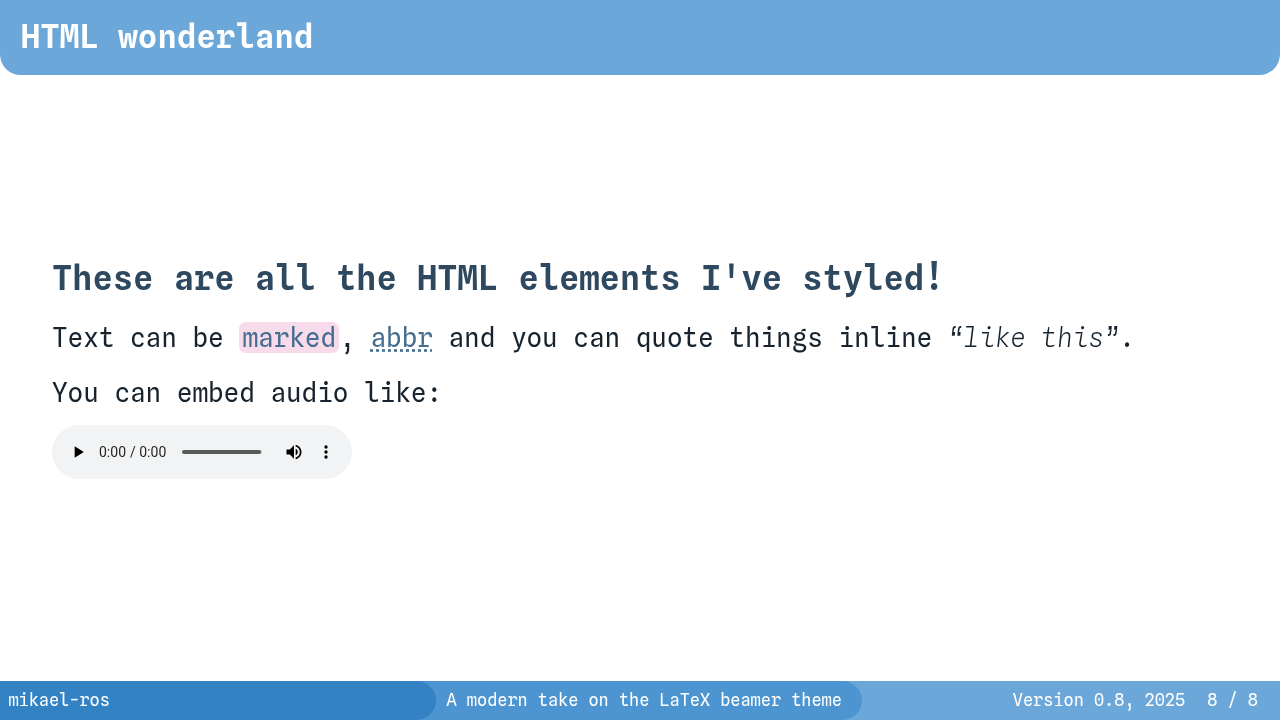 HTML wonderland
These are all the HTML elements I've styled!
Text can be marked, abbr and you can quote things inline “like this”.
You can embed audio like:
0:00 / 0:00
mikael-ros A modern take on the LaTeX beamer theme Version 0.8, 2025 8 / 8